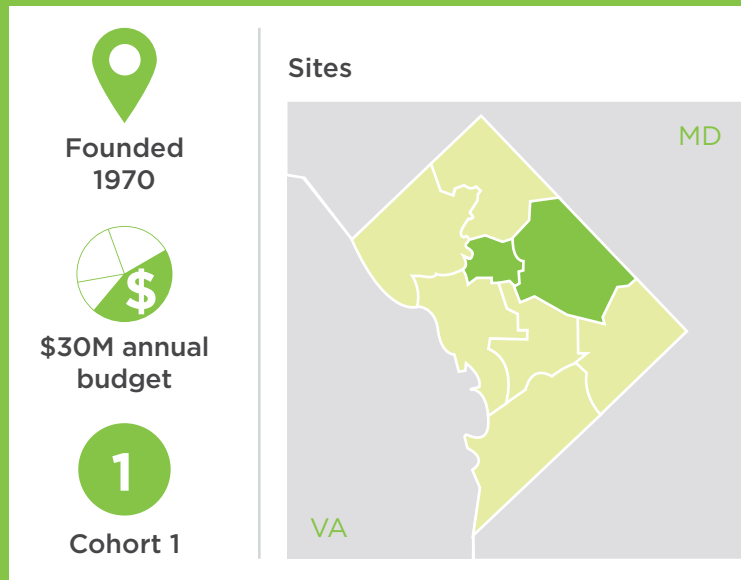 Founded
1970
$
$30M annual
budget
1
Cohort 1
Sites
MD
VA